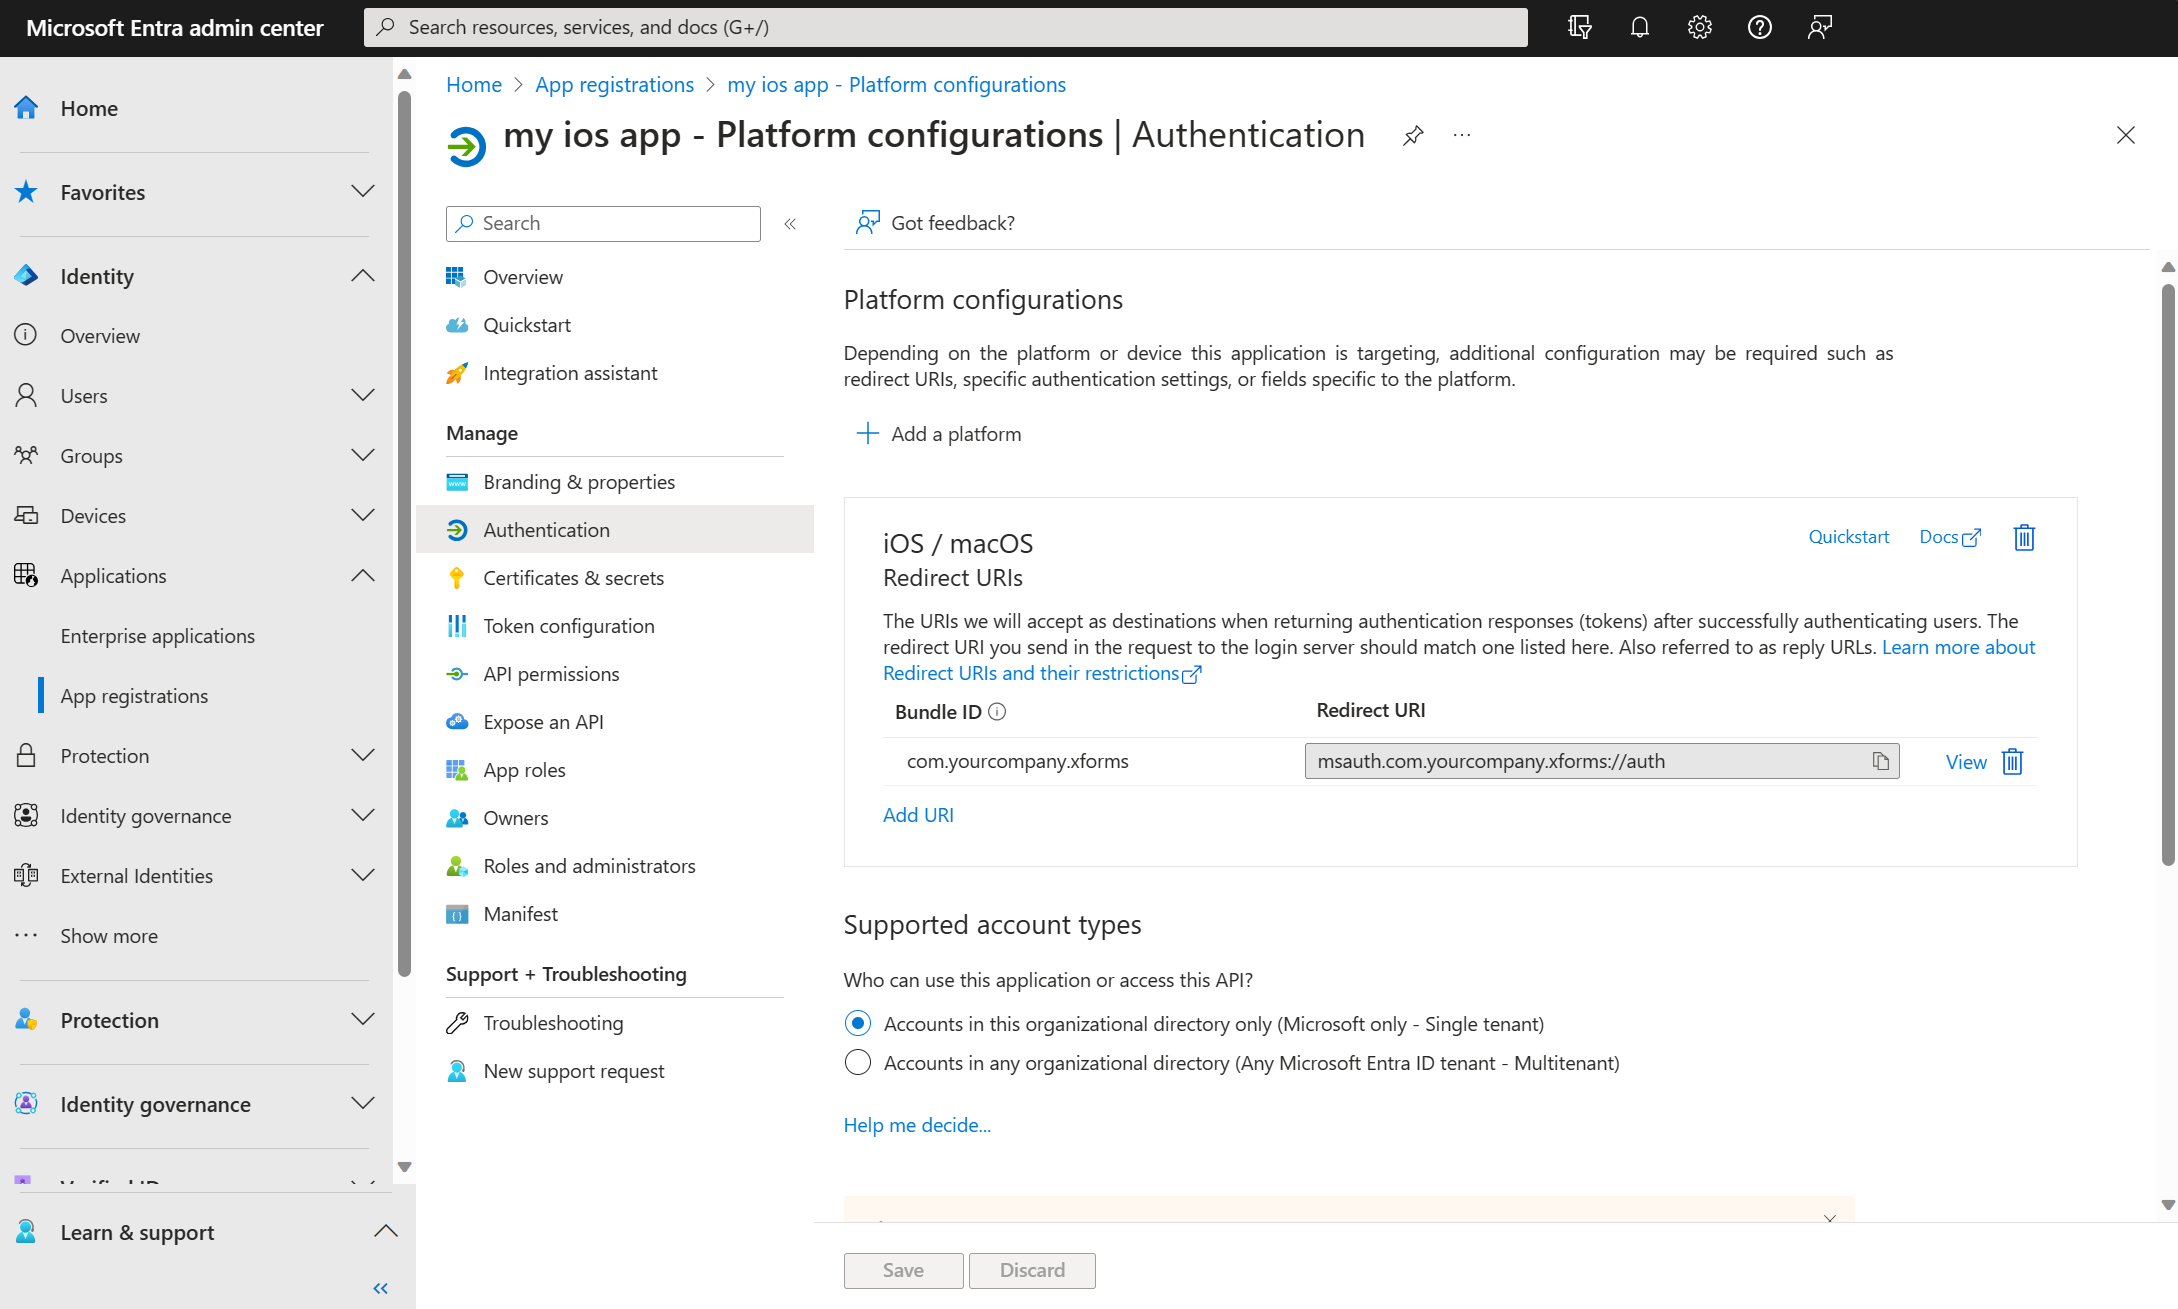 Microsoft Entra admin center
Search resources, services, and docs (G+/)
Home
Favorites
Identity
Overview
Users
Groups
Devices
Applications
Enterprise applications
App registrations
Protection
Identity governance
External Identities
Show more
Protection
Identity governance
Verified ID
Learn & support
Home > App registrations > my ios app - Platform configurations
my ios app - Platform configurations | Authentication
Search
Overview
Quickstart
Integration assistant
Manage
Branding & properties
Authentication
Certificates & secrets
Token configuration
API permissions
Expose an API
App roles
Owners
Roles and administrators
Manifest
Support + Troubleshooting
Troubleshooting
New support request
Got feedback?
Platform configurations
Depending on the platform or device this application is targeting, additional configuration may be required such as
redirect URIs, specific authentication settings, or fields specific to the platform.
Add a platform
iOS / macOS
Quickstart Docs
Redirect URIs
The URIs we will accept as destinations when returning authentication responses (tokens) after successfully authenticating users. The
redirect URI you send in the request to the login server should match one listed here. Also referred to as reply URLs. Learn more about
Redirect URIs and their restrictions
Bundle ID Redirect URI
com.yourcompany.xforms msauth.com.yourcompany.xforms://auth View
Add URI
Supported account types
Who can use this application or access this API?
Accounts in this organizational directory only (Microsoft only - Single tenant)
Accounts in any organizational directory (Any Microsoft Entra ID tenant - Multitenant)
Help me decide...
Save Discard